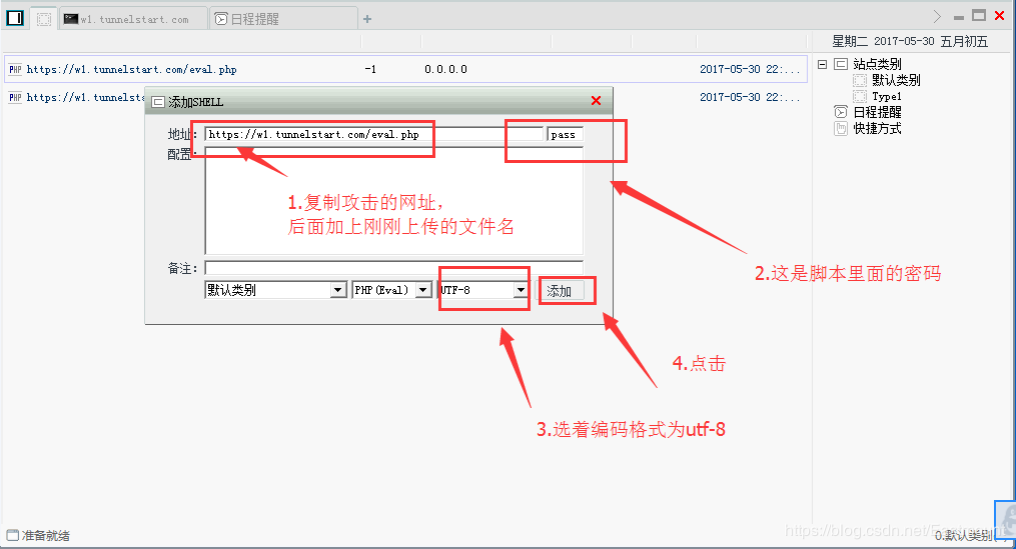 w1.tunnelstart.com
日程提醒
星期二 2017-05-30 五月初五
PHP https://w1.tunnelstart.com/eval.php -1 0.0.0.0 2017-05-30 22:...
PHP https://w1.tunnelst 2017-05-30 22:...
站点类别
默认类别
Type1
日程提醒
快捷方式
添加SHELL
地址: https://w1.tunnelstart.com/eval.php pass
配置:
1.复制攻击的网址，
后面加上刚刚上传的文件名
2.这是脚本里面的密码
备注:
默认类别 PHP(Eval) UTF-8 添加
4.点击
3.选着编码格式为utf-8
准备就绪
0.默认类别